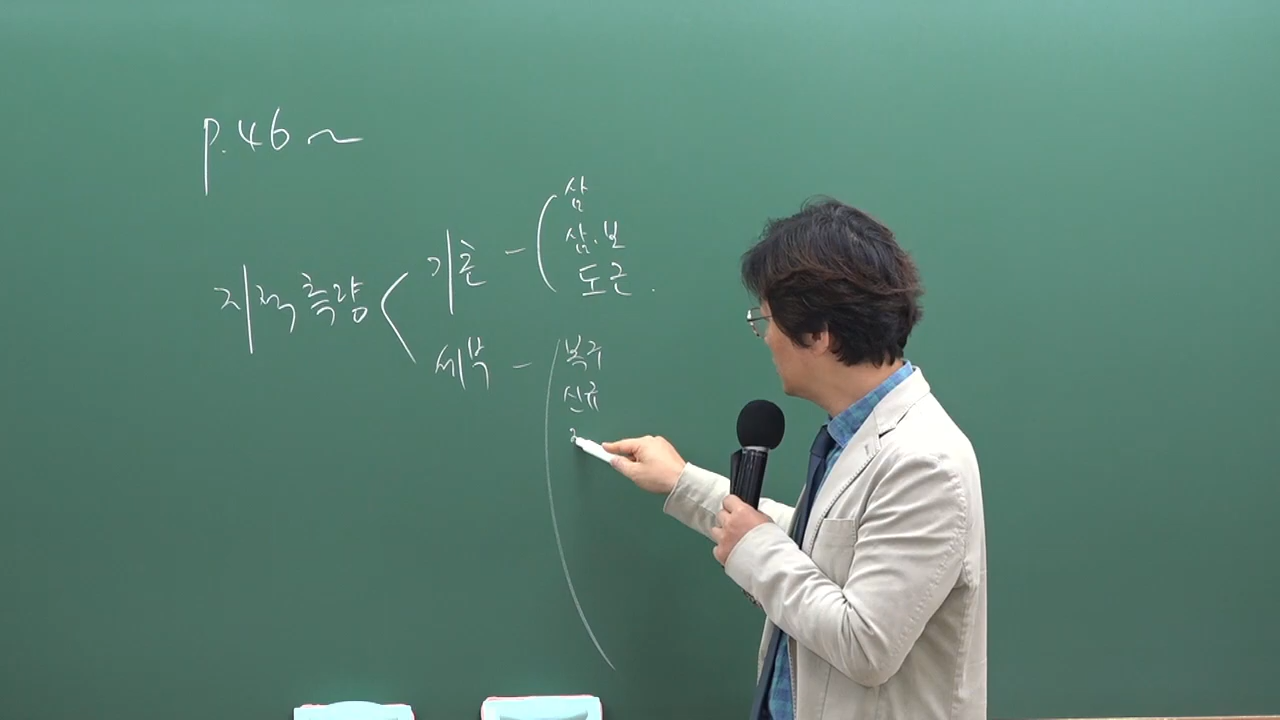 p.46 ~
지적측량
기초 - 삼
삼.보
도근.
세부 - 복구
신규